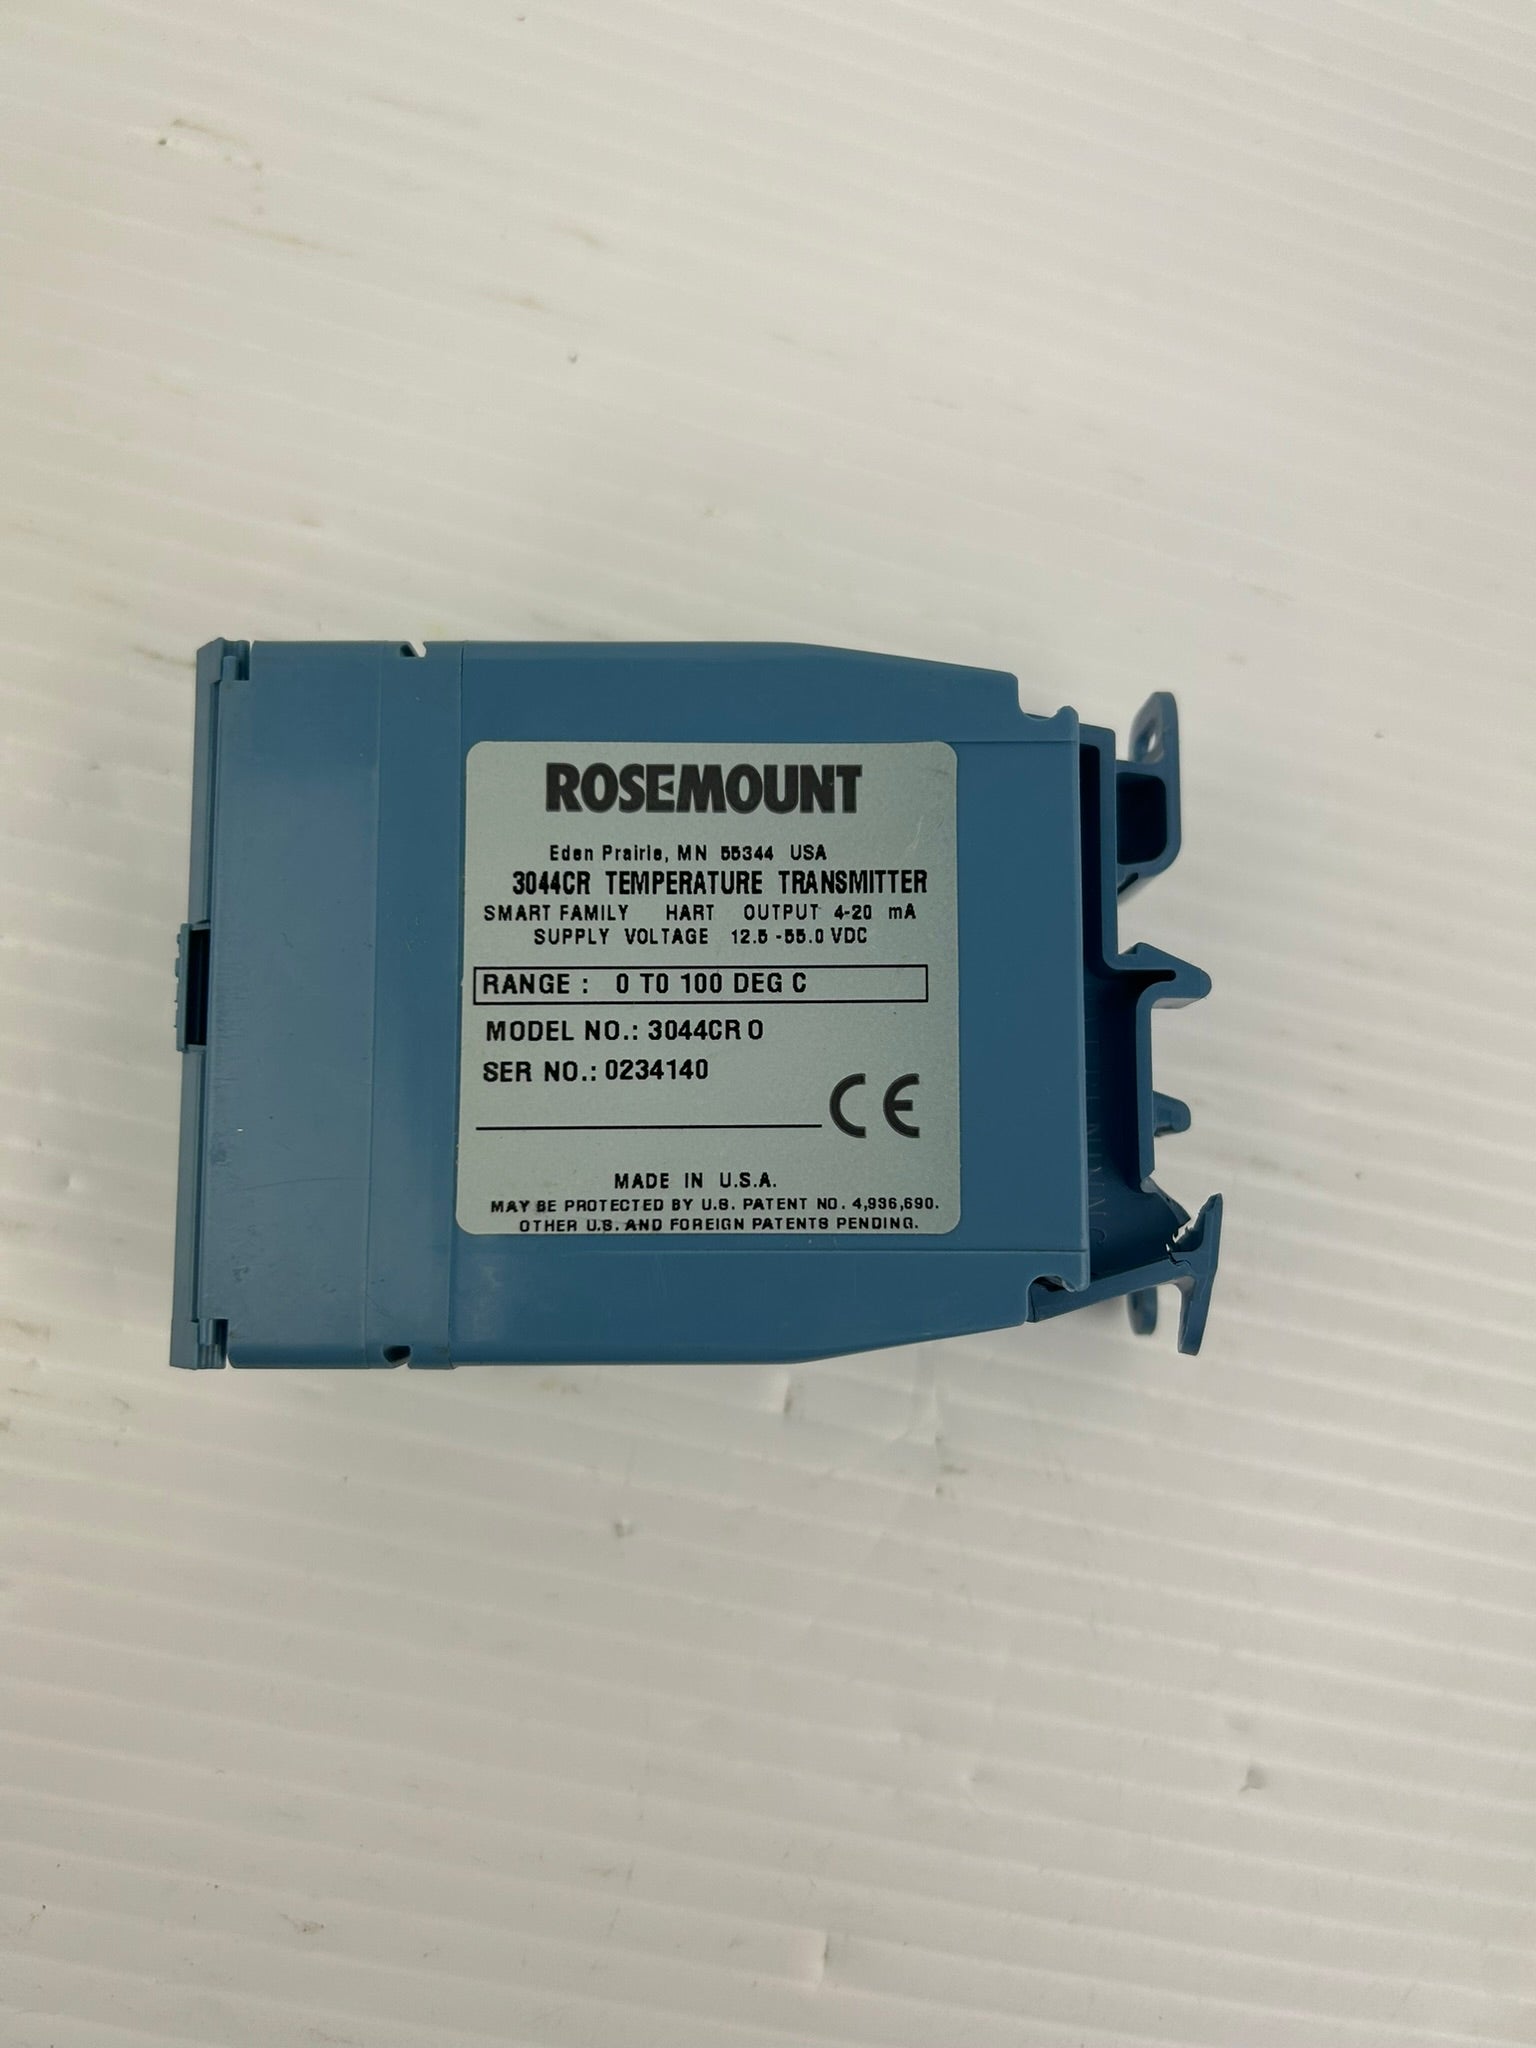 ROSEMOUNT
Eden Prairie, MN 55344 USA
3044CR TEMPERATURE TRANSMITTER
SMART FAMILY HART OUTPUT 4-20 mA
SUPPLY VOLTAGE 12.5 -55.0 VDC
RANGE : 0 TO 100 DEG C
MODEL NO.: 3044CR 0
SER NO.: 0234140
CE
MADE IN U.S.A.
MAY BE PROTECTED BY U.S. PATENT NO. 4,936,690.
OTHER U.S. AND FOREIGN PATENTS PENDING.